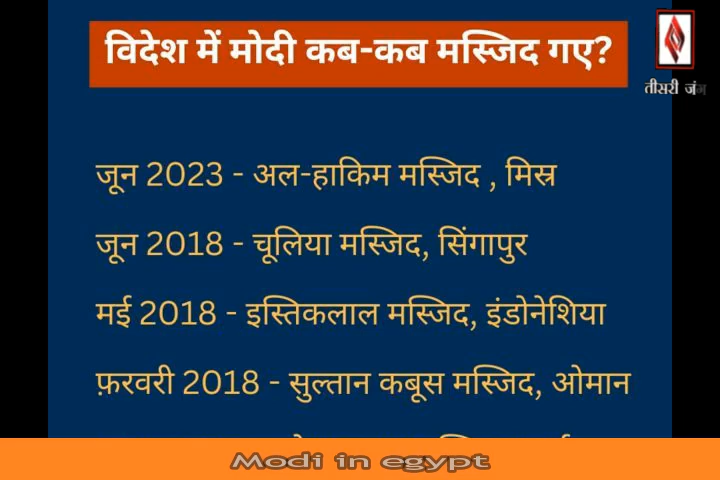 विदेश में मोदी कब-कब मस्जिद गए?
तीसरी जंग
जून 2023 - अल-हाकिम मस्जिद , मिस्र
जून 2018 - चूलिया मस्जिद, सिंगापुर
मई 2018 - इस्तिकलाल मस्जिद, इंडोनेशिया
फ़रवरी 2018 - सुल्तान कबूस मस्जिद, ओमान
Modi in egypt